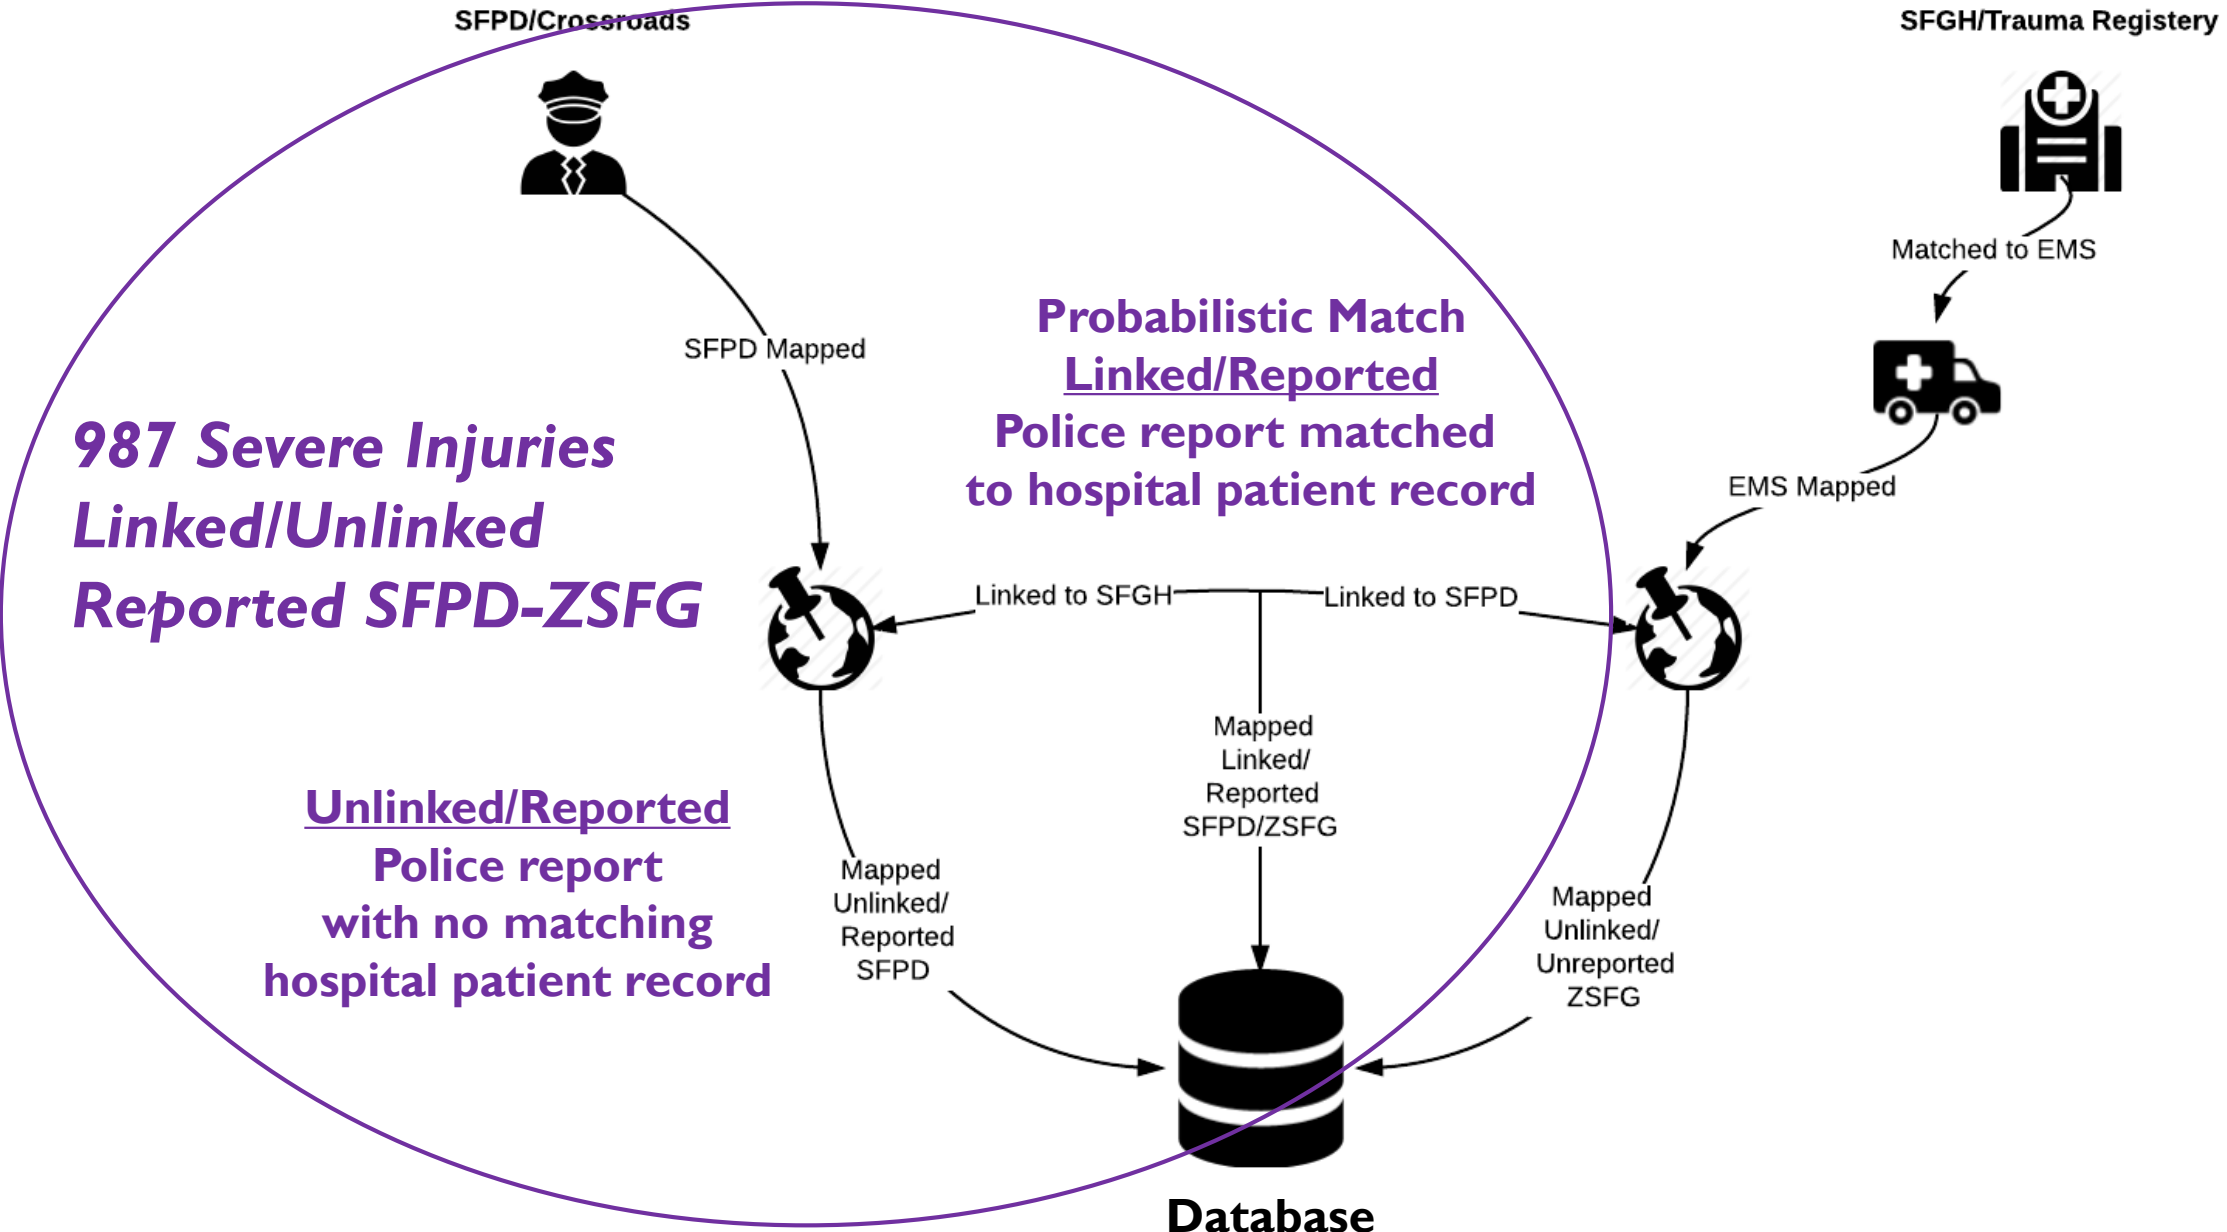 SFPD/Crossroads
SFGH/Trauma Registery
Matched to EMS
SFPD Mapped
Probabilistic Match
Linked/Reported
Police report matched
to hospital patient record
987 Severe Injuries
Linked/Unlinked
Reported SFPD-ZSFG
EMS Mapped
Linked to SFGH
Linked to SFPD
Mapped
Linked/
Reported
SFPD/ZSFG
Unlinked/Reported
Police report
with no matching
hospital patient record
Mapped
Unlinked/
Reported
SFPD
Mapped
Unlinked/
Unreported
ZSFG
Database